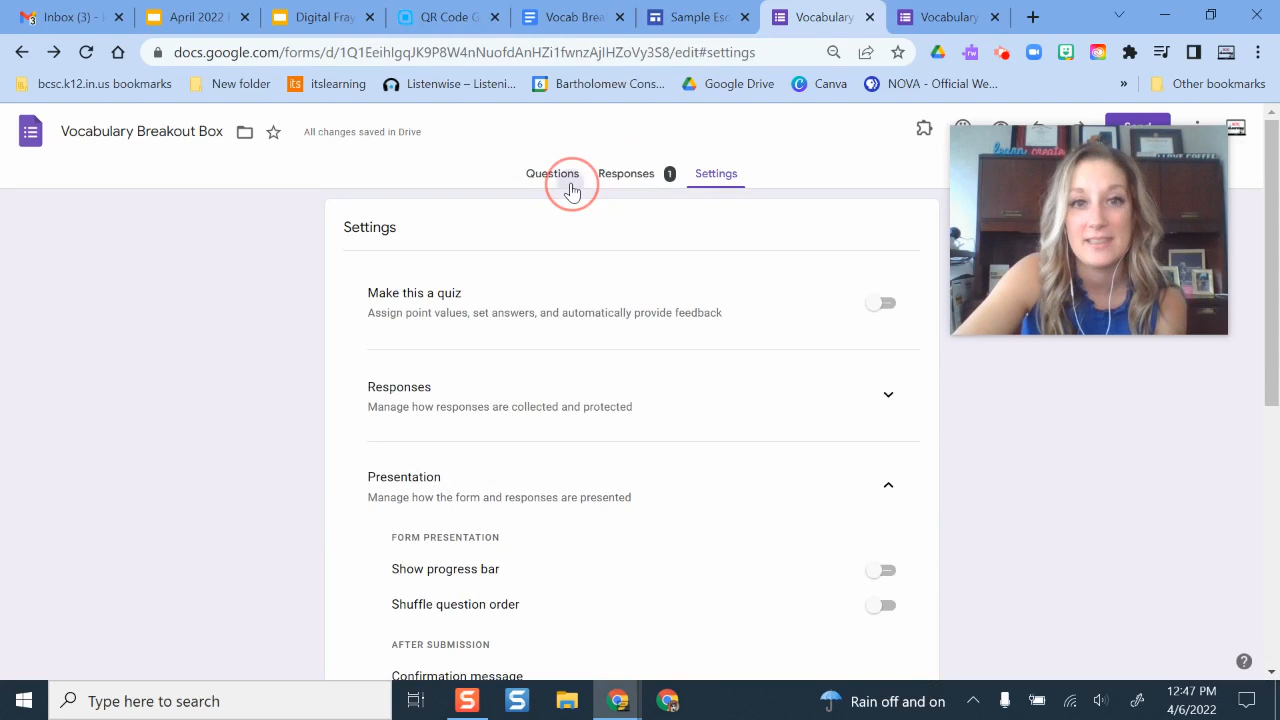 Inbox (3) -
April 2022
Digital Fray
QR Code G
Vocab Brea
Sample Esc
Vocabulary
Vocabulary
docs.google.com/forms/d/1Q1EeihlgqJK9P8W4nNuofdAnHZi1fwnzAjIHZoVy3S8/edit#settings
bcsc.k12.in.us bookmarks
New folder
its
itslearning
Listenwise - Listeni...
6
Bartholomew Cons...
Google Drive
Canva
NOVA - Official We...
»
Other bookmarks
Vocabulary Breakout Box
All changes saved in Drive
learn create
Questions
Responses
1
Settings
Settings
Make this a quiz
Assign point values, set answers, and automatically provide feedback
Responses
Manage how responses are collected and protected
Presentation
Manage how the form and responses are presented
FORM PRESENTATION
Show progress bar
Shuffle question order
AFTER SUBMISSION
Confirmation message
Type here to search
S
S
Rain off and on
12:47 PM
4/6/2022